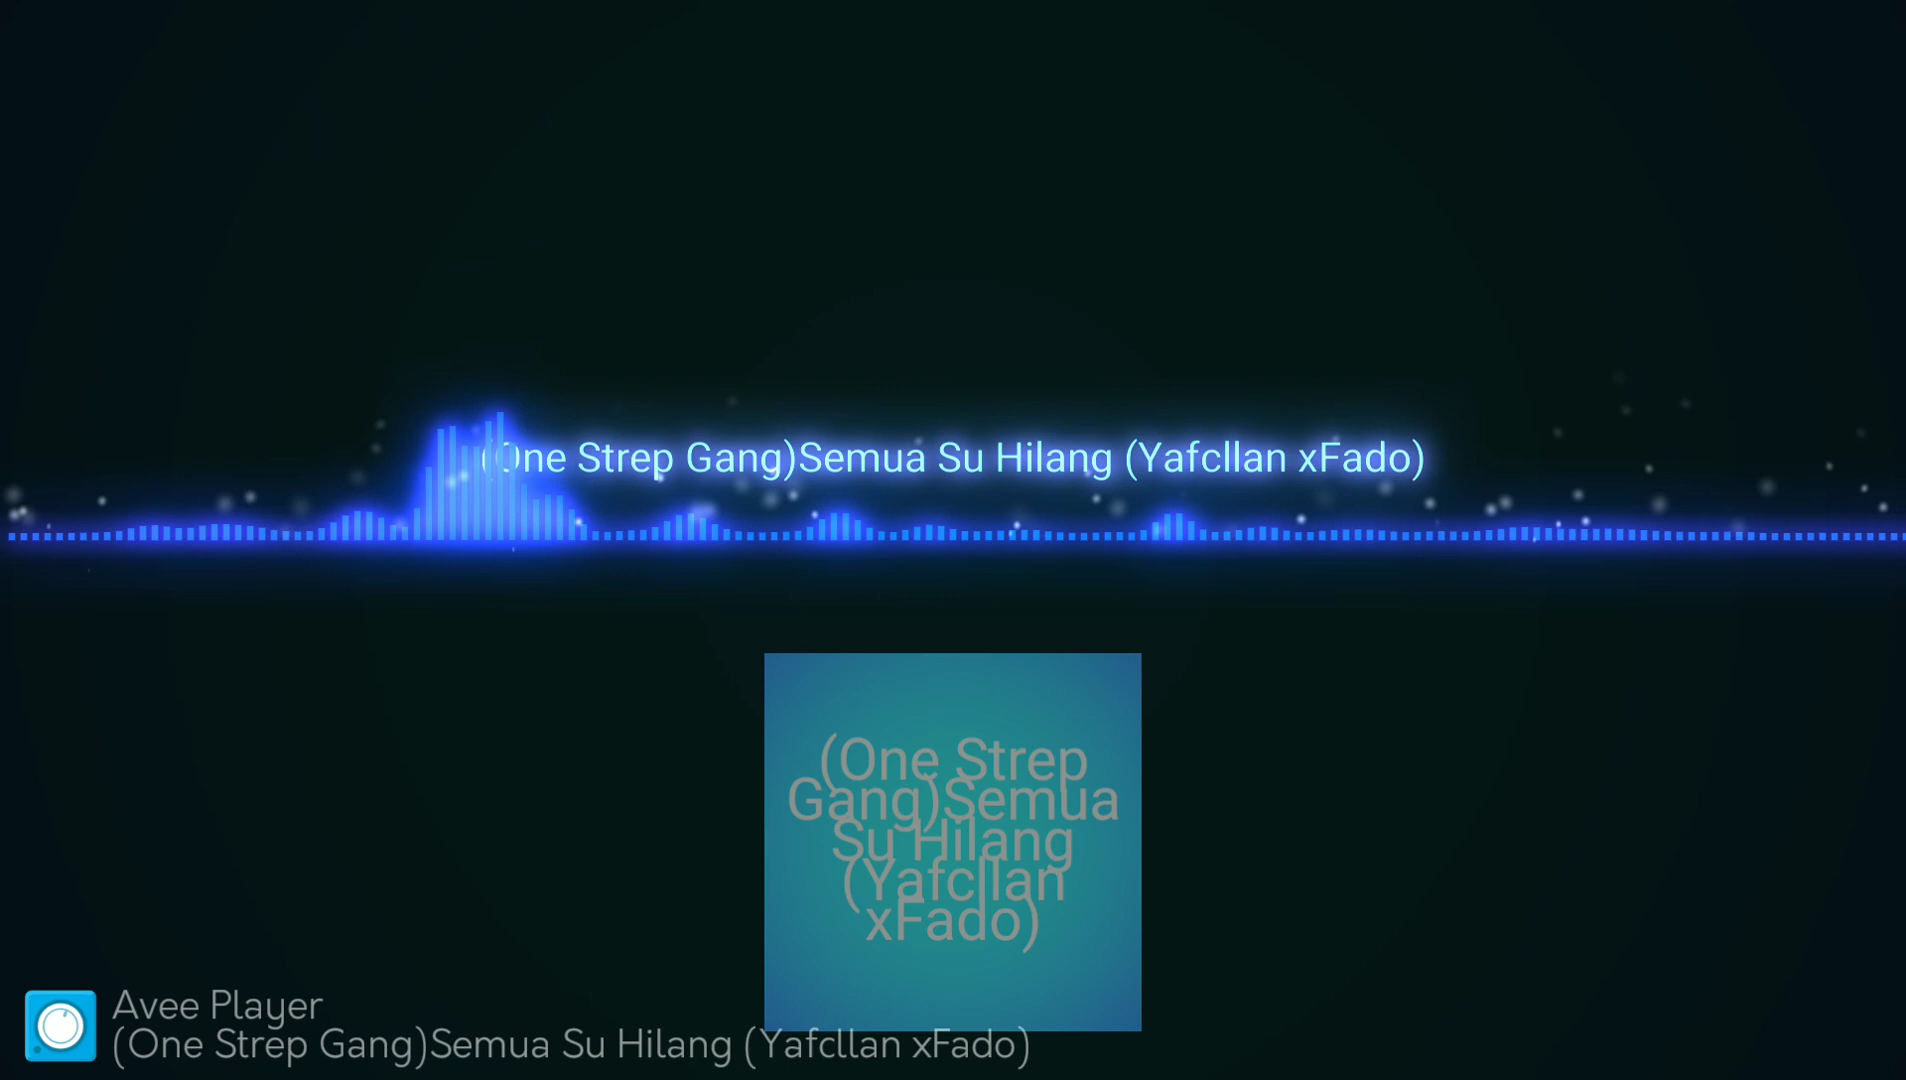 (One Strep Gang)Semua Su Hilang (Yafcllan xFado)
(One Strep
Gang)Semua
Su Hilang
(Yafcllan
xFado)
Avee Player
(One Strep Gang)Semua Su Hilang (Yafcllan xFado)